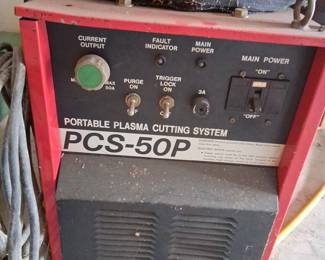 CURRENT OUTPUT
FAULT INDICATOR
MAIN POWER
MAIN POWER
"ON"
MAX 50A
PURGE ON
TRIGGER LOCK ON
3A
"OFF"
PORTABLE PLASMA CUTTING SYSTEM
PCS-50P